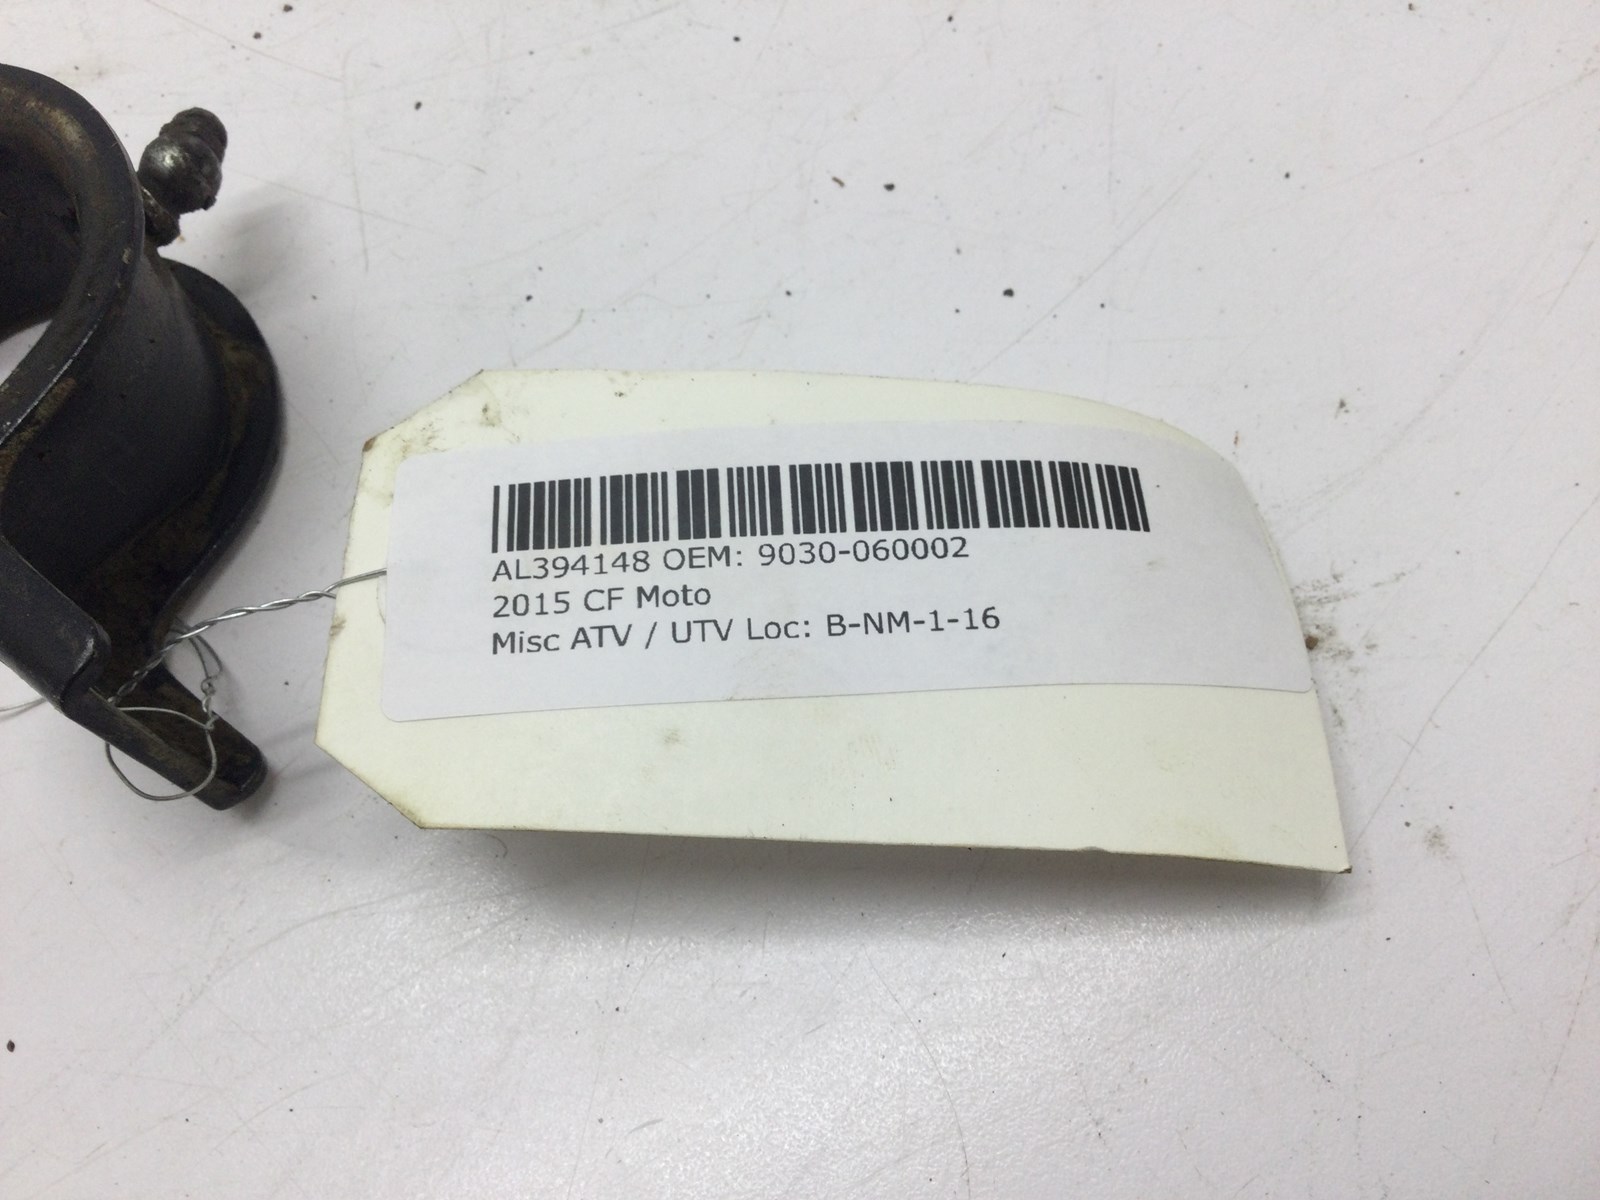 AL394148 OEM: 9030-060002
2015 CF Moto
Misc ATV / UTV Loc: B-NM-1-16